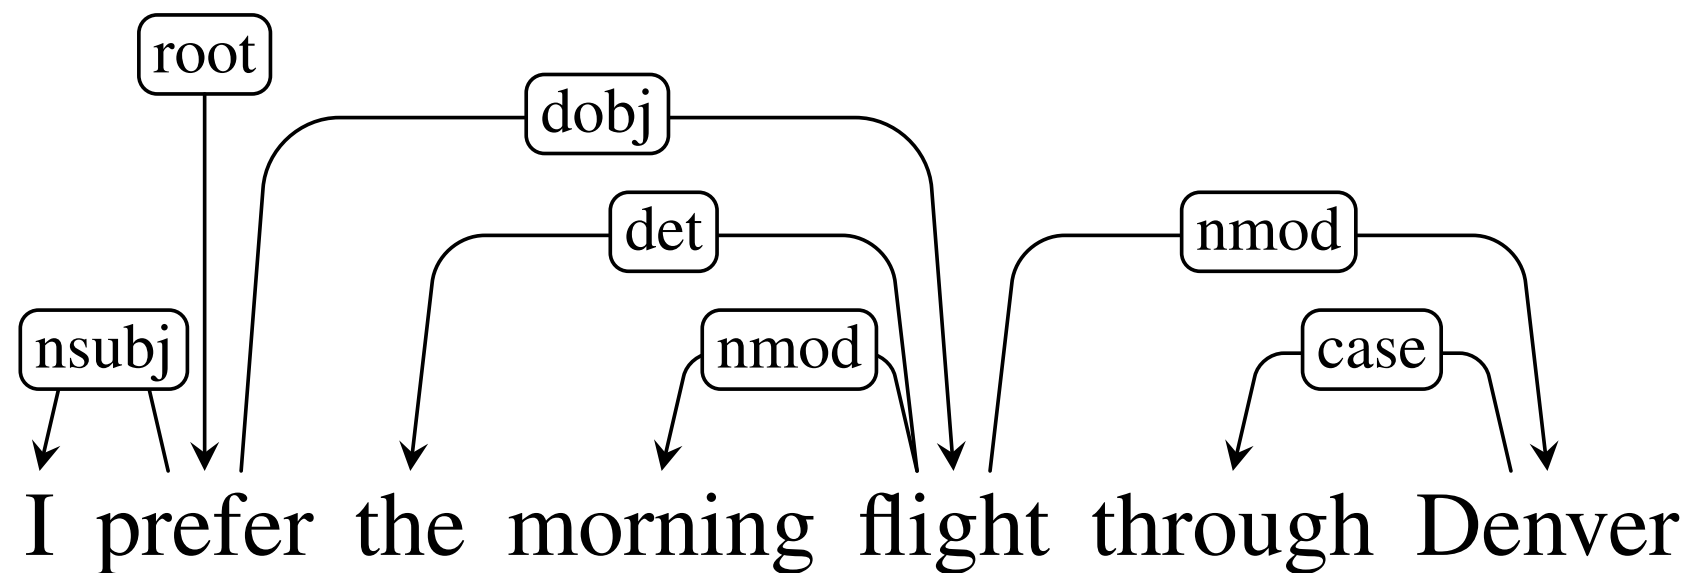 root
dobj
det nmod
nsubj nmod case
I prefer the morning flight through Denver